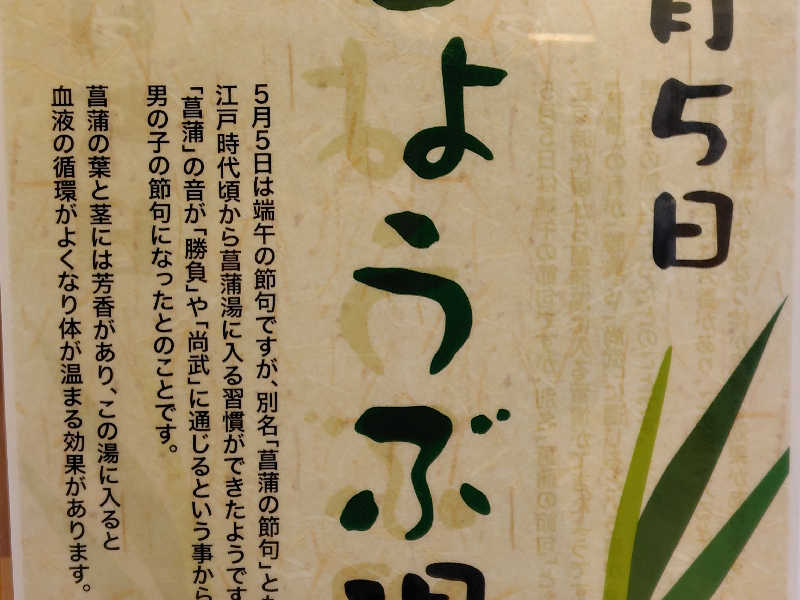 月5日
しょうぶ湯
5月5日は端午の節句ですが、別名「菖蒲の節句」とも
江戸時代頃から菖蒲湯に入る習慣ができたようです
「菖蒲」の音が「勝負」や「尚武」に通じるという事から
男の子の節句になったとのことです。
菖蒲の葉と茎には芳香があり、この湯に入ると
血液の循環がよくなり体が温まる効果があります。